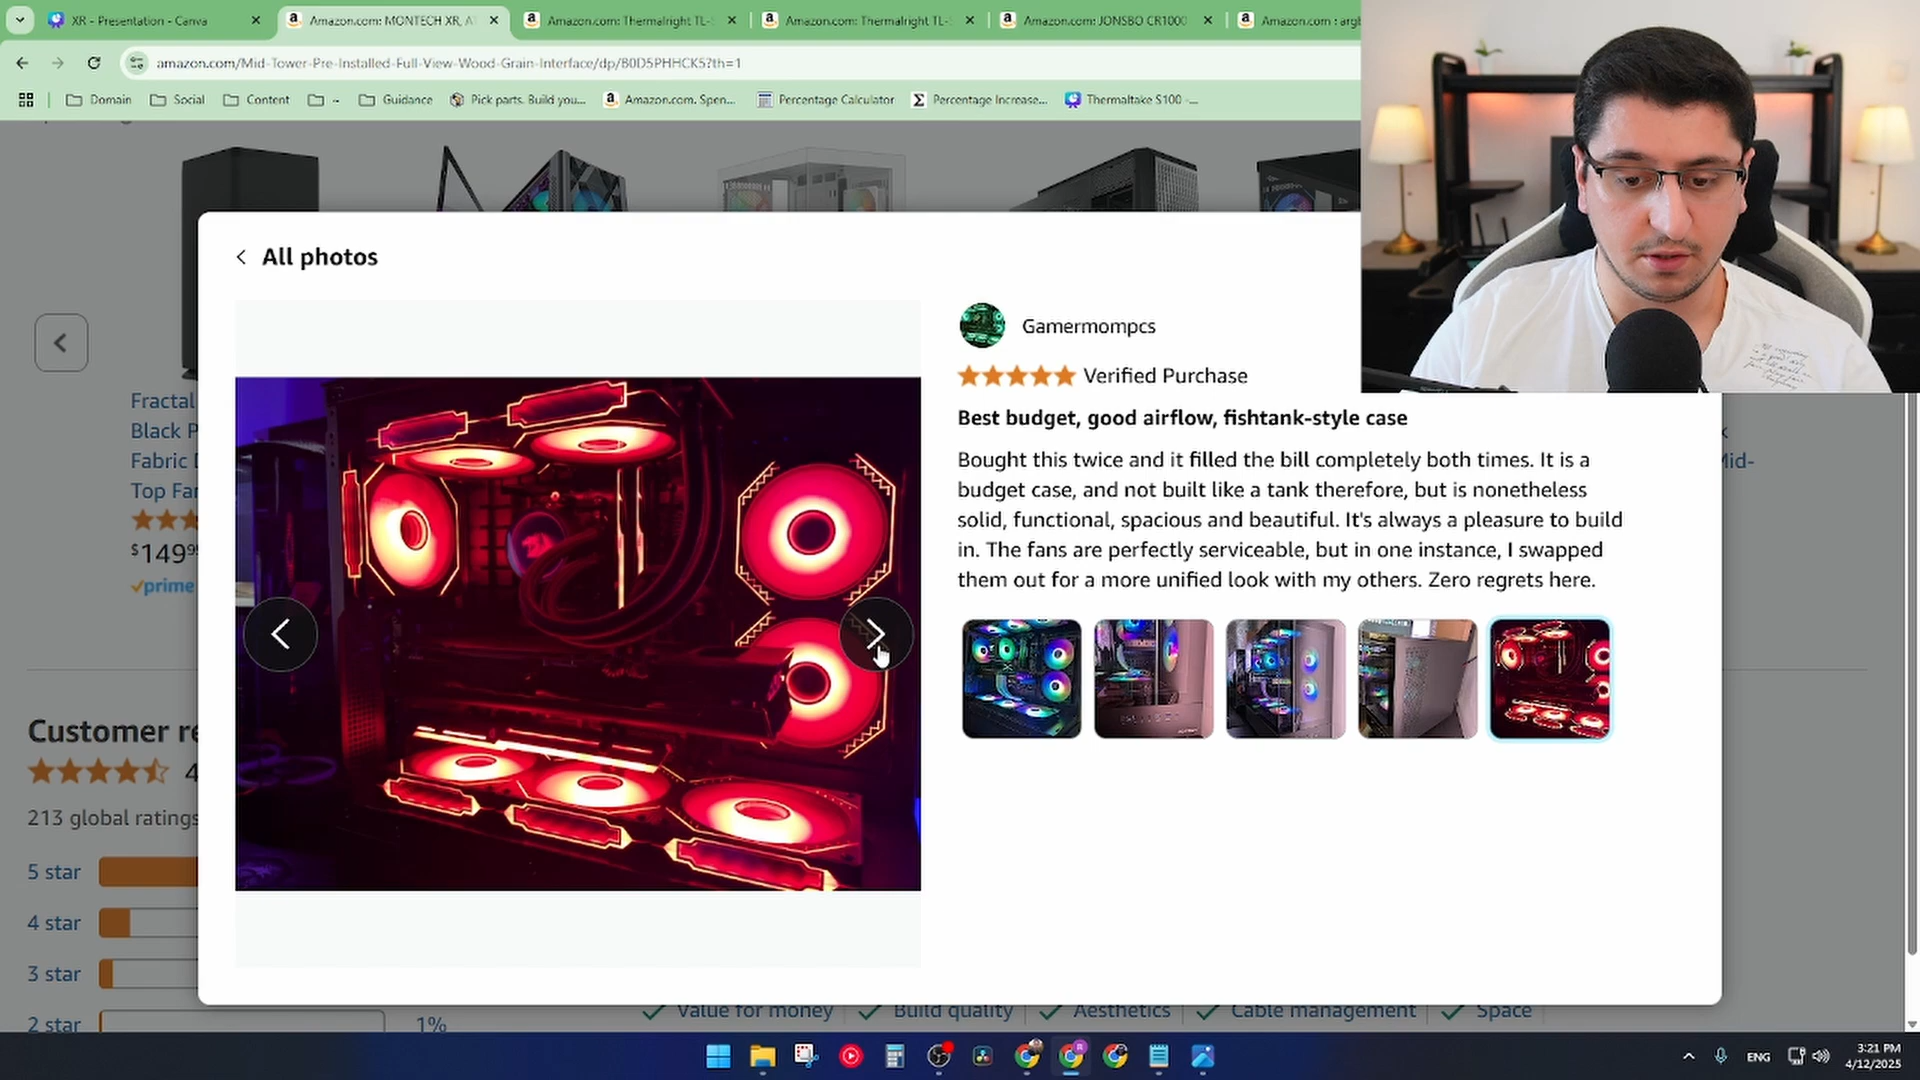 XR - Presentation - Canva
Amazon.com: MONTECH XR, A
Amazon.com: Thermalright TL-
Amazon.com: Thermalright TL-
Amazon.com: JONSBO CR1000
Amazon.com : argb
amazon.com/Mid-Tower-Pre-Installed-Full-View-Wood-Grain-Interface/dp/B0D5PHHCK5?th=1
Domain
Social
Content
..
Guidance
Pick parts. Build you...
Amazon.com. Spen...
Percentage Calculator
Percentage Increase...
Thermaltake S100 -...
All photos
Gamermompcs
Verified Purchase
Best budget, good airflow, fishtank-style case
Bought this twice and it filled the bill completely both times. It is a
budget case, and not built like a tank therefore, but is nonetheless
solid, functional, spacious and beautiful. It's always a pleasure to build
in. The fans are perfectly serviceable, but in one instance, I swapped
them out for a more unified look with my others. Zero regrets here.
Fractal
Black P
Fabric
Top Fa
$149
prime
Mid-
Customer re
4
213 global ratings
5 star
4 star
3 star
2 star
1%
Value for money
Build quality
Aesthetics
Cable management
Space
ENG
3:21 PM
4/12/2025